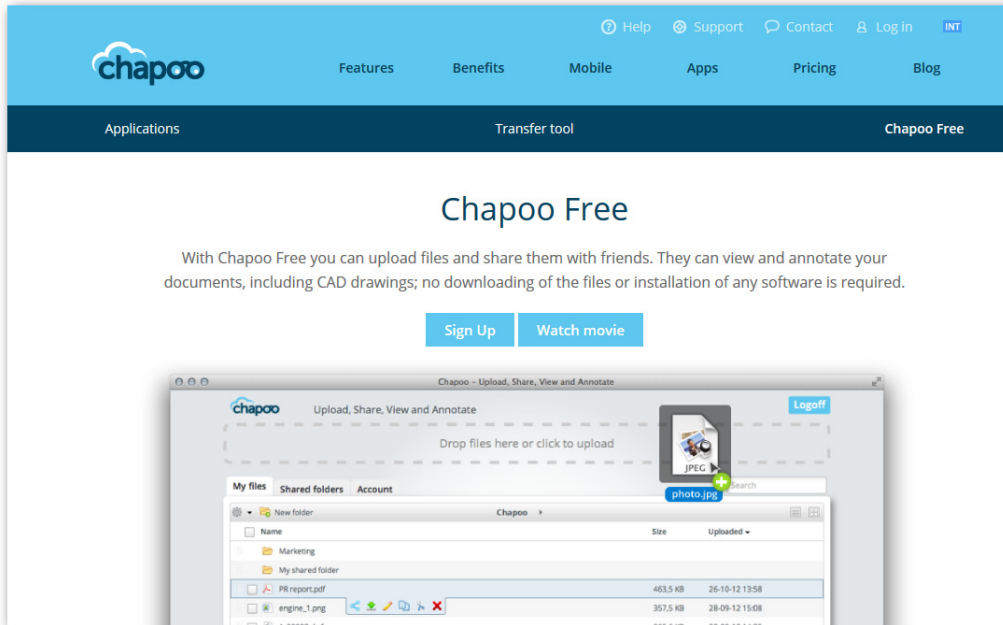 Help Support Contact Log in INT
chapoo
Features Benefits Mobile Apps Pricing Blog
Applications Transfer tool Chapoo Free
Chapoo Free
With Chapoo Free you can upload files and share them with friends. They can view and annotate your
documents, including CAD drawings; no downloading of the files or installation of any software is required.
Sign Up Watch movie
Chapoo – Upload, Share, View and Annotate
chapoo Upload, Share, View and Annotate Logoff
Drop files here or click to upload
JPEG
photo.jpg
Search
My files Shared folders Account
New folder Chapoo
Name Size Uploaded
Marketing
My shared folder
PR report.pdf 463,5 KB 26-10-12 13:58
engine_1.png 357,5 KB 28-09-12 15:08